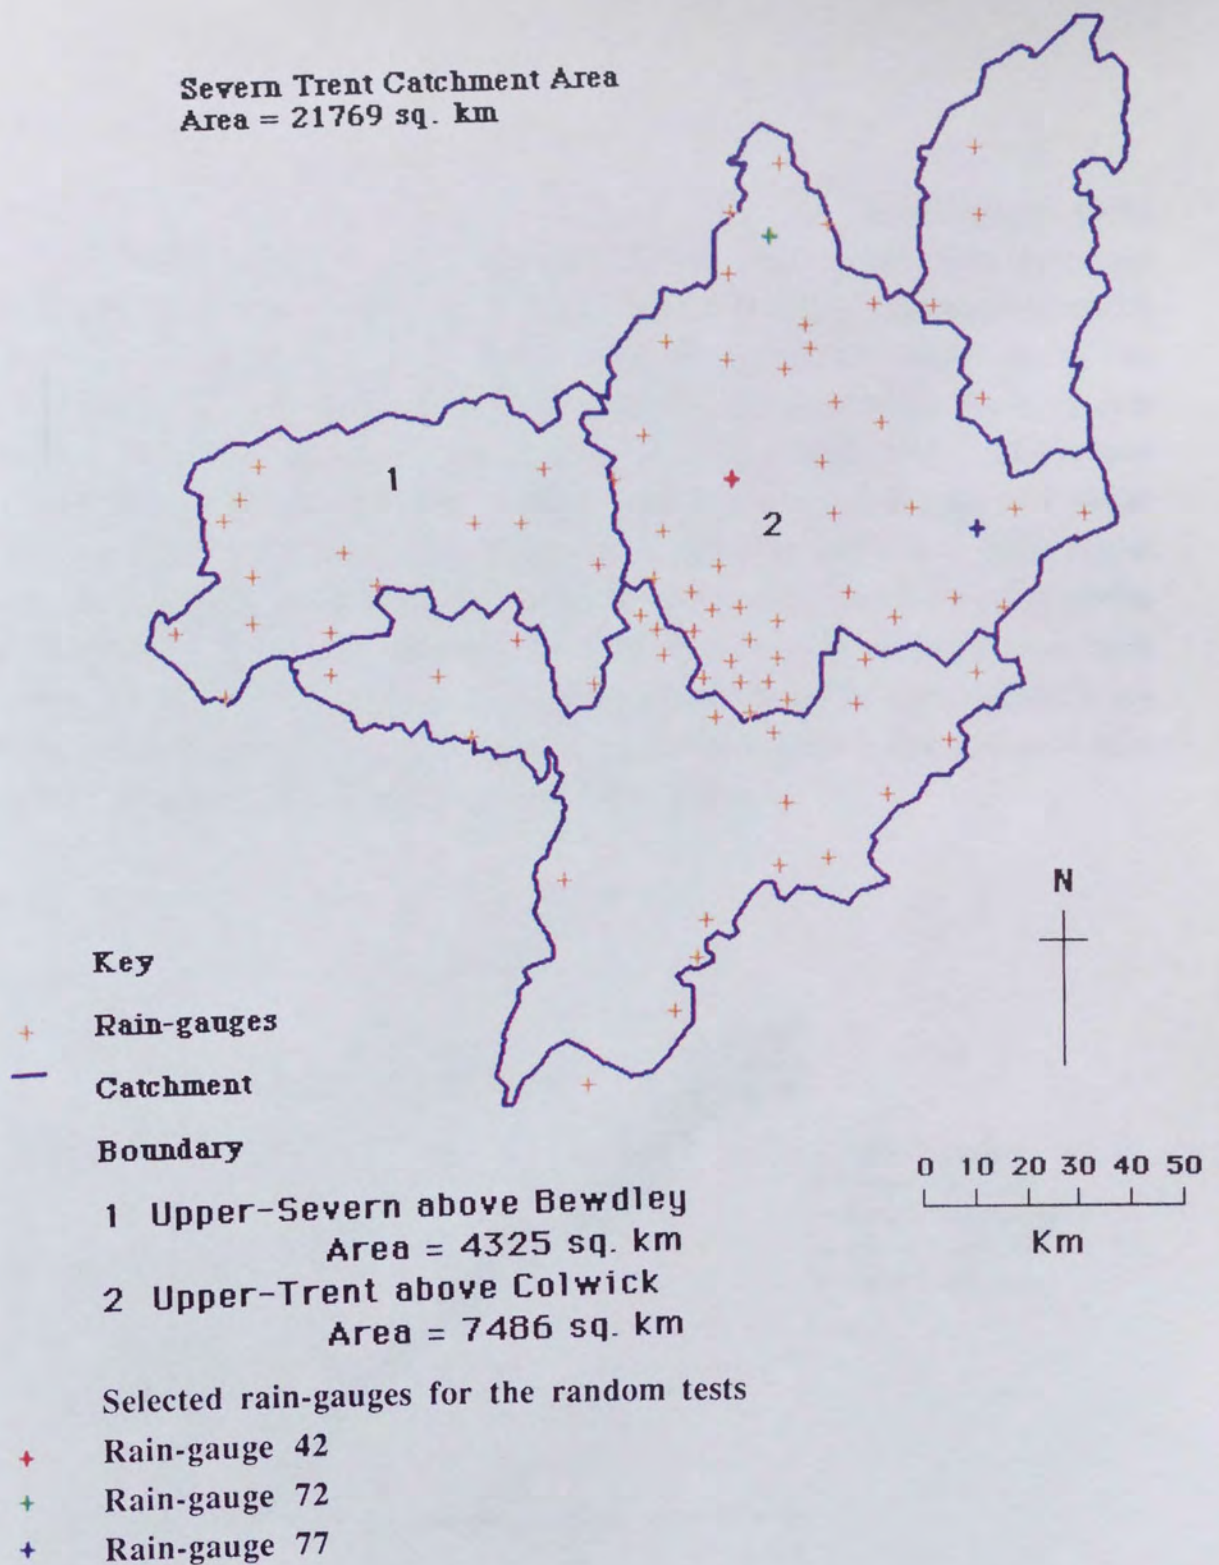 Severn Trent Catchment Area
Area = 21769 sq. km
1
2
N
Key
Rain-gauges
Catchment
Boundary
0 10 20 30 40 50
Km
1 Upper-Severn above Bewdley
Area = 4325 sq. km
2 Upper-Trent above Colwick
Area = 7486 sq. km
Selected rain-gauges for the random tests
Rain-gauge 42
Rain-gauge 72
Rain-gauge 77